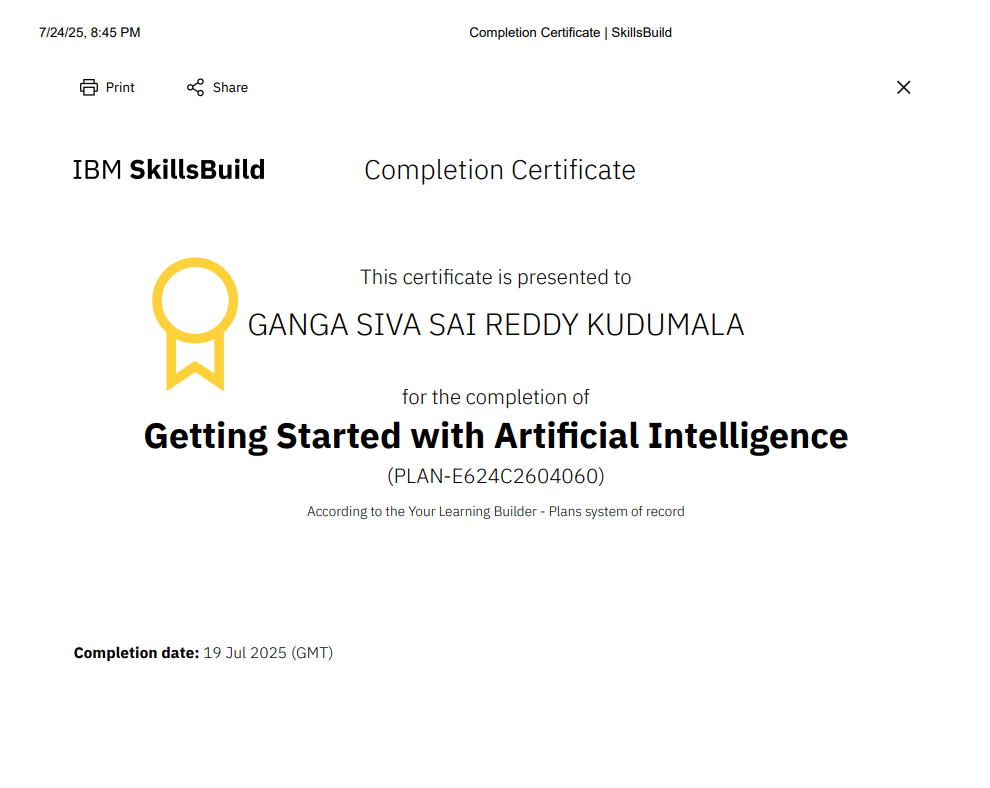 7/24/25, 8:45 PM Completion Certificate | SkillsBuild
Print Share
IBM SkillsBuild Completion Certificate
This certificate is presented to
GANGA SIVA SAI REDDY KUDUMALA
for the completion of
Getting Started with Artificial Intelligence
(PLAN-E624C2604060)
According to the Your Learning Builder - Plans system of record
Completion date: 19 Jul 2025 (GMT)